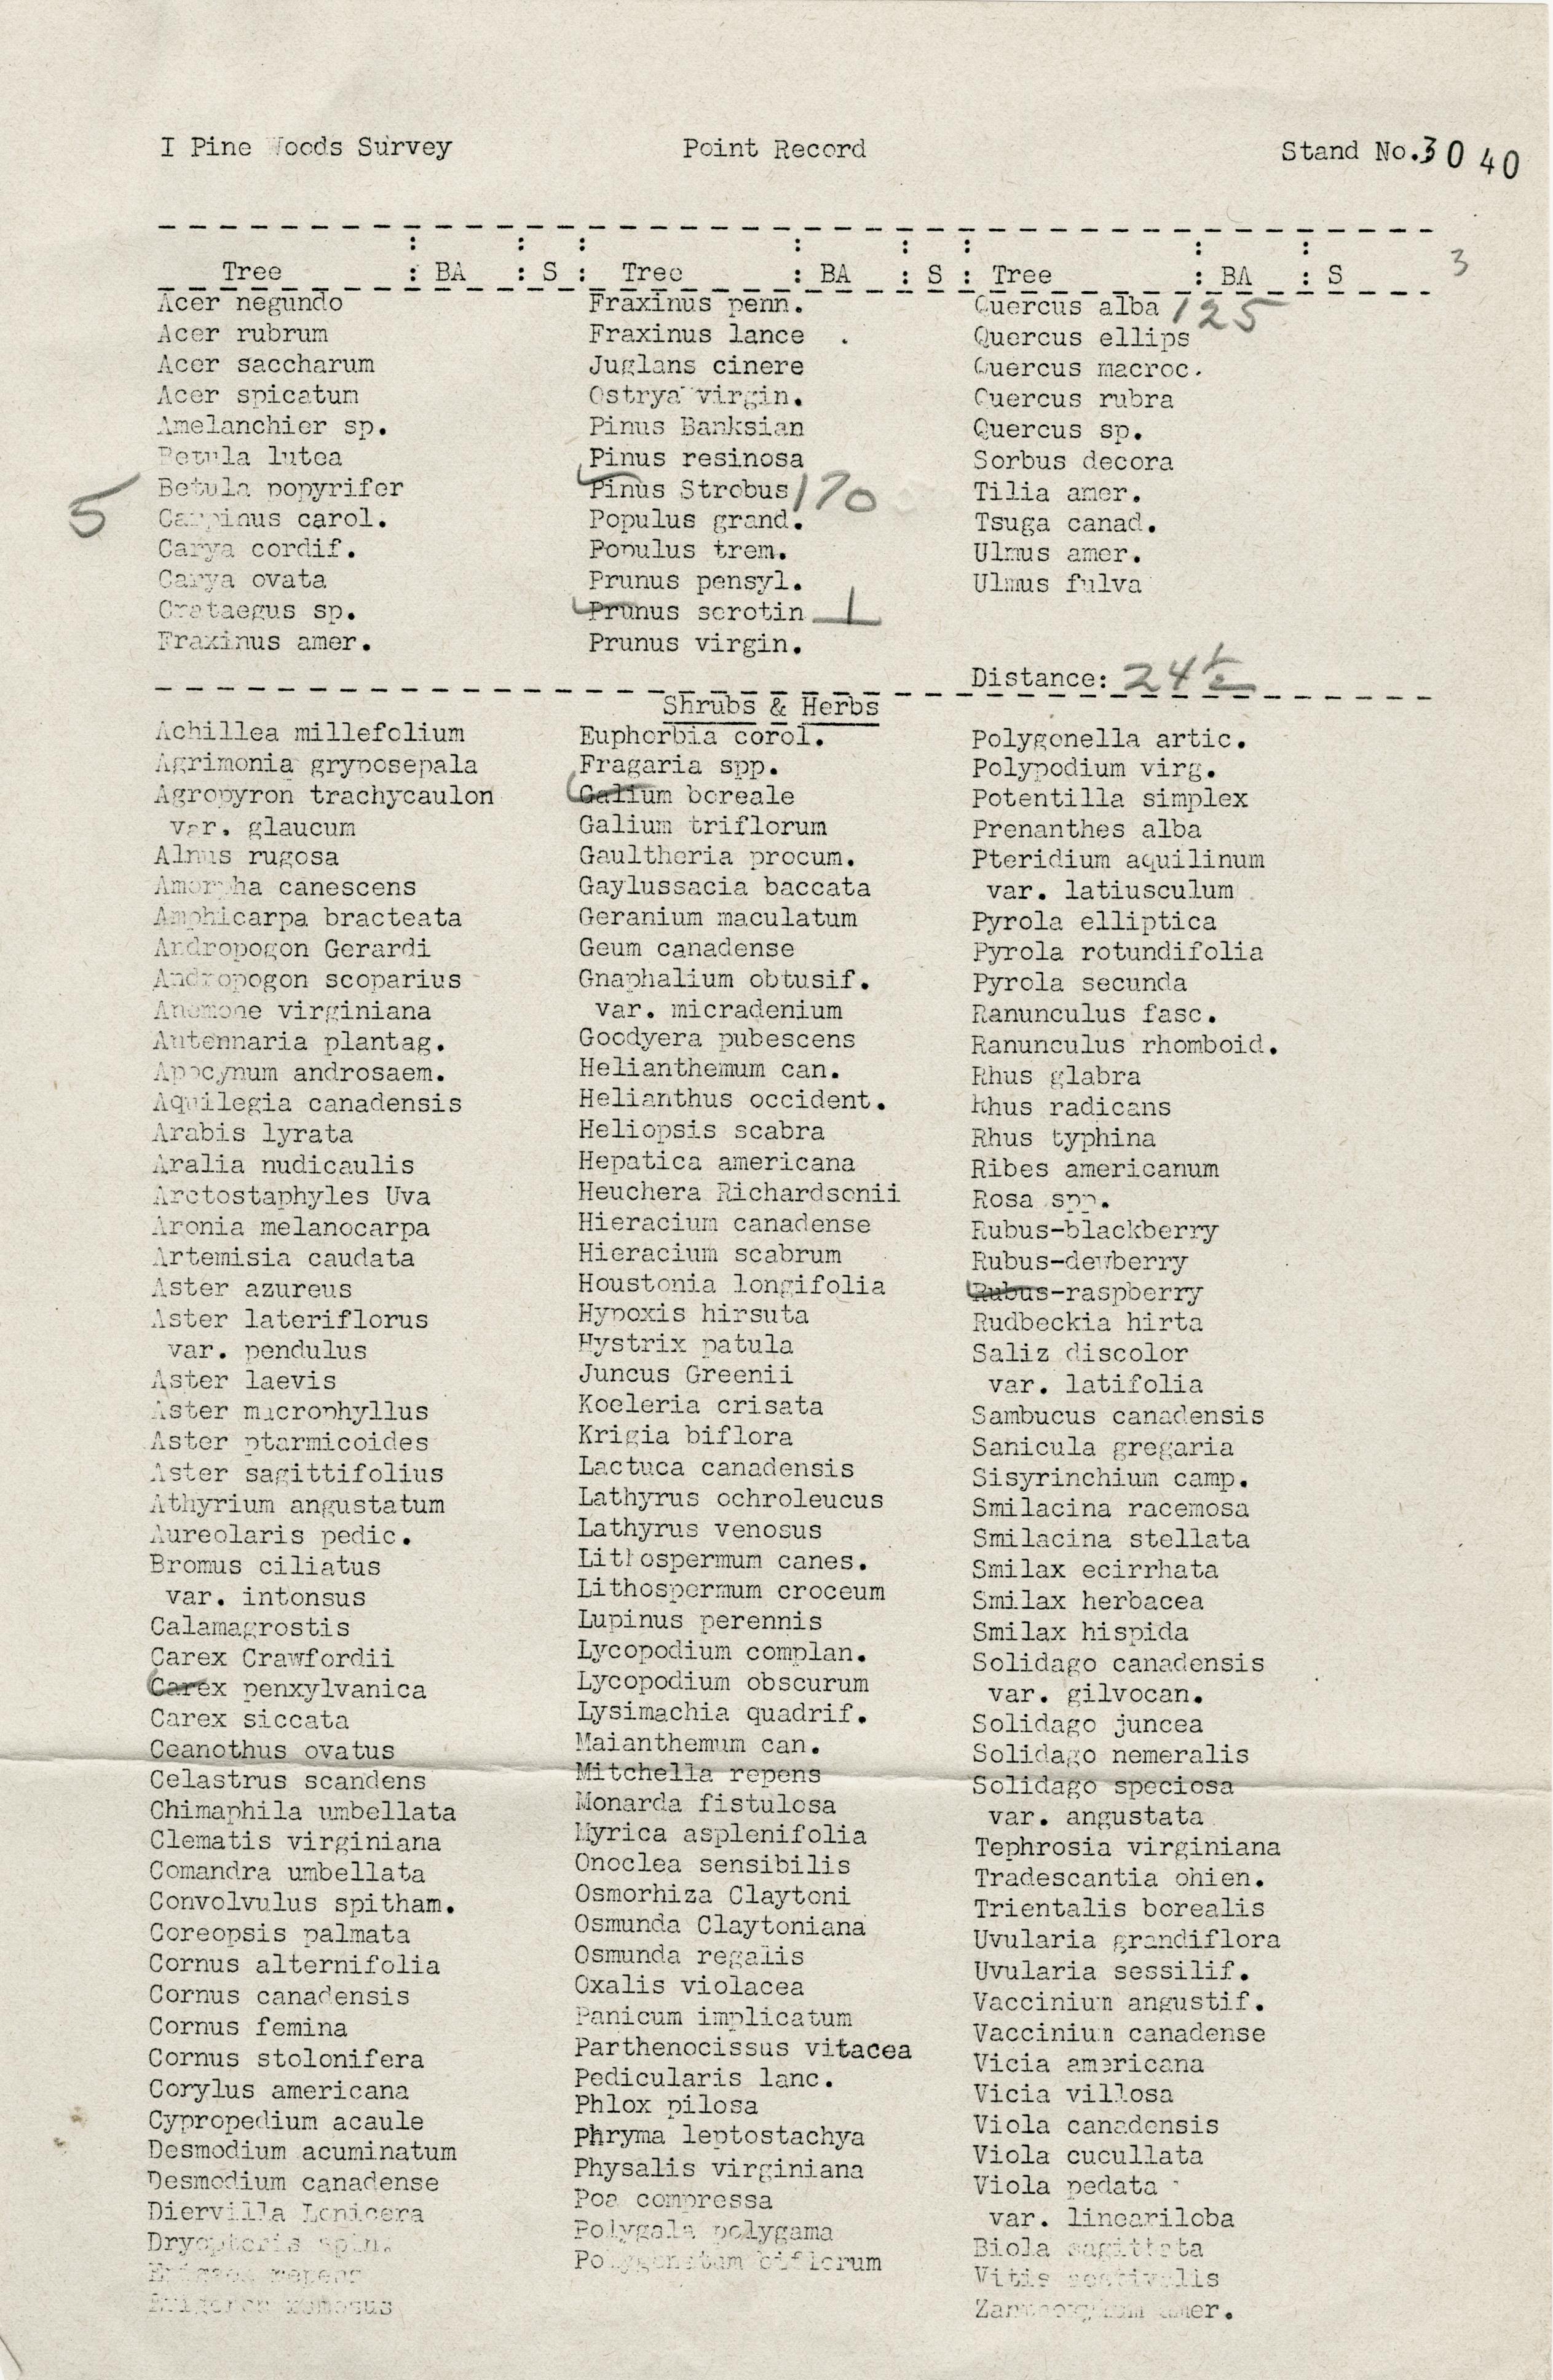 I Pine Woods Survey Point Record Stand No. 3040
3
Tree : BA : S : Tree : BA : S : Tree : BA : S
Acer negundo
Acer rubrum
Acer saccharum
Acer spicatum
Amelanchier sp.
Betula lutea
Betula popyrifer
5
Carpinus carol.
Carya cordif.
Carya ovata
Crataegus sp.
Fraxinus amer.
Fraxinus penn.
Fraxinus lance .
Juglans cinere
Ostrya virgin.
Pinus Banksian
Pinus resinosa
Pinus Strobus 170
Populus grand.
Populus trem.
Prunus pensyl.
Prunus serotin 1
Prunus virgin.
Quercus alba 125
Quercus ellips
Quercus macroc.
Quercus rubra
Quercus sp.
Sorbus decora
Tilia amer.
Tsuga canad.
Ulmus amer.
Ulmus fulva
Distance: 24
Shrubs & Herbs
Achillea millefolium
Agrimonia gryposepala
Agropyron trachycaulon
var. glaucum
Alnus rugosa
Amorpha canescens
Amphicarpa bracteata
Andropogon Gerardi
Andropogon scoparius
Anemone virginiana
Antennaria plantag.
Apocynum androsaem.
Aquilegia canadensis
Arabis lyrata
Aralia nudicaulis
Arctostaphyles Uva
Aronia melanocarpa
Artemisia caudata
Aster azureus
Aster lateriflorus
var. pendulus
Aster laevis
Aster macrophyllus
Aster ptarmicoides
Aster sagittifolius
Athyrium angustatum
Aureolaris pedic.
Bromus ciliatus
var. intonsus
Calamagrostis
Carex Crawfordii
Carex penxylvanica
Carex siccata
Ceanothus ovatus
Celastrus scandens
Chimaphila umbellata
Clematis virginiana
Comandra umbellata
Convolvulus spitham.
Coreopsis palmata
Cornus alternifolia
Cornus canadensis
Cornus femina
Cornus stolonifera
Corylus americana
Cypropedium acaule
Desmodium acuminatum
Desmodium canadense
Diervilla Lonicera
Dryopteris spin.
repens
Erigeron ramosus
Euphorbia corol.
Fragaria spp.
Galium boreale
Galium triflorum
Gaultheria procum.
Gaylussacia baccata
Geranium maculatum
Geum canadense
Gnaphalium obtusif.
var. micradenium
Goodyera pubescens
Helianthemum can.
Helianthus occident.
Heliopsis scabra
Hepatica americana
Heuchera Richardsonii
Hieracium canadense
Hieracium scabrum
Houstonia longifolia
Hypoxis hirsuta
Hystrix patula
Juncus Greenii
Koeleria crisata
Krigia biflora
Lactuca canadensis
Lathyrus ochroleucus
Lathyrus venosus
Lithospermum canes.
Lithospermum croceum
Lupinus perennis
Lycopodium complan.
Lycopodium obscurum
Lysimachia quadrif.
Maianthemum can.
Mitchella repens
Monarda fistulosa
Myrica asplenifolia
Onoclea sensibilis
Osmorhiza Claytoni
Osmunda Claytoniana
Osmunda regalis
Oxalis violacea
Panicum implicatum
Parthenocissus vitacea
Pedicularis lanc.
Phlox pilosa
Phryma leptostachya
Physalis virginiana
Poa compressa
Polygala polygama
Polygonatum biflorum
Polygonella artic.
Polypodium virg.
Potentilla simplex
Prenanthes alba
Pteridium aquilinum
var. latiusculum
Pyrola elliptica
Pyrola rotundifolia
Pyrola secunda
Ranunculus fasc.
Ranunculus rhomboid.
Rhus glabra
Rhus radicans
Rhus typhina
Ribes americanum
Rosa spp.
Rubus-blackberry
Rubus-dewberry
Rubus-raspberry
Rudbeckia hirta
Saliz discolor
var. latifolia
Sambucus canadensis
Sanicula gregaria
Sisyrinchium camp.
Smilacina racemosa
Smilacina stellata
Smilax ecirrhata
Smilax herbacea
Smilax hispida
Solidago canadensis
var. gilvocan.
Solidago juncea
Solidago nemeralis
Solidago speciosa
var. angustata
Tephrosia virginiana
Tradescantia ohien.
Trientalis borealis
Uvularia grandiflora
Uvularia sessilif.
Vaccinium angustif.
Vaccinium canadense
Vicia americana
Vicia villosa
Viola canadensis
Viola cucullata
Viola pedata
var. lineariloba
Biola sagittata
Vitis aestivalis
Zanthoxylum amer.